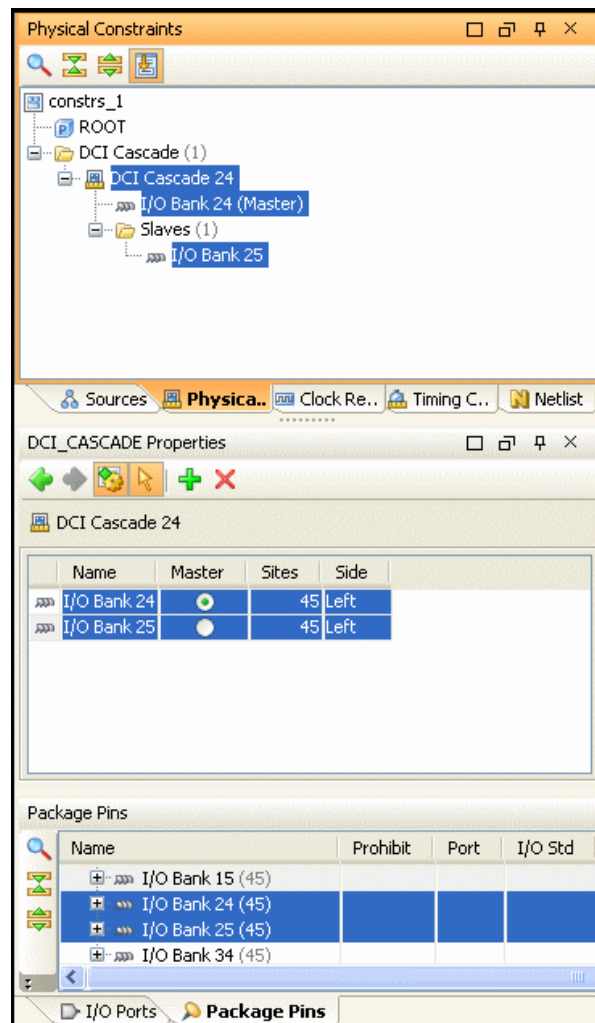 Physical Constraints
constrs_1
ROOT
DCI Cascade (1)
DCI Cascade 24
I/O Bank 24 (Master)
Slaves (1)
I/O Bank 25
Sources Physica.. Clock Re.. Timing C.. Netlist
DCI_CASCADE Properties
DCI Cascade 24
Name Master Sites Side
I/O Bank 24 45 Left
I/O Bank 25 45 Left
Package Pins
Name Prohibit Port I/O Std
I/O Bank 15 (45)
I/O Bank 24 (45)
I/O Bank 25 (45)
I/O Bank 34 (45)
I/O Ports Package Pins